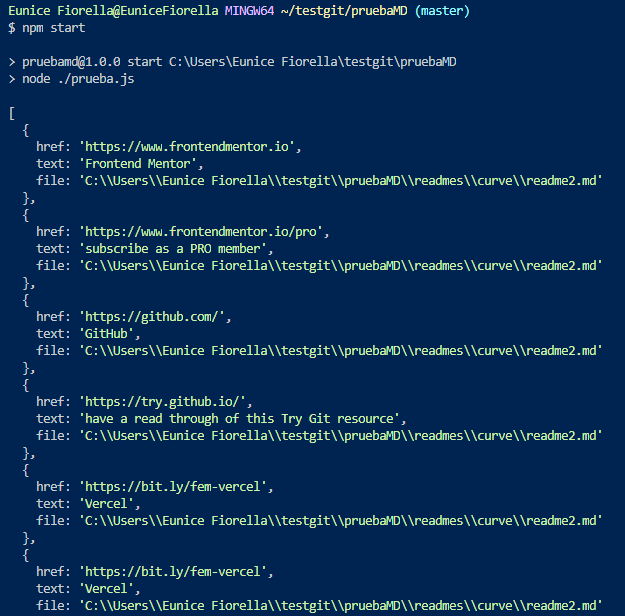 Eunice Fiorella@EuniceFiorella MINGW64 ~/testgit/pruebaMD (master)
$ npm start
> pruebamd@1.0.0 start C:\Users\Eunice Fiorella\testgit\pruebaMD
> node ./prueba.js
[
{
href: 'https://www.frontendmentor.io',
text: 'Frontend Mentor',
file: 'C:\\Users\\Eunice Fiorella\\testgit\\pruebaMD\\readmes\\curve\\readme2.md'
},
{
href: 'https://www.frontendmentor.io/pro',
text: 'subscribe as a PRO member',
file: 'C:\\Users\\Eunice Fiorella\\testgit\\pruebaMD\\readmes\\curve\\readme2.md'
},
{
href: 'https://github.com/',
text: 'GitHub',
file: 'C:\\Users\\Eunice Fiorella\\testgit\\pruebaMD\\readmes\\curve\\readme2.md'
},
{
href: 'https://try.github.io/',
text: 'have a read through of this Try Git resource',
file: 'C:\\Users\\Eunice Fiorella\\testgit\\pruebaMD\\readmes\\curve\\readme2.md'
},
{
href: 'https://bit.ly/fem-vercel',
text: 'Vercel',
file: 'C:\\Users\\Eunice Fiorella\\testgit\\pruebaMD\\readmes\\curve\\readme2.md'
},
{
href: 'https://bit.ly/fem-vercel',
text: 'Vercel',
file: 'C:\\Users\\Eunice Fiorella\\testgit\\pruebaMD\\readmes\\curve\\readme2.md'